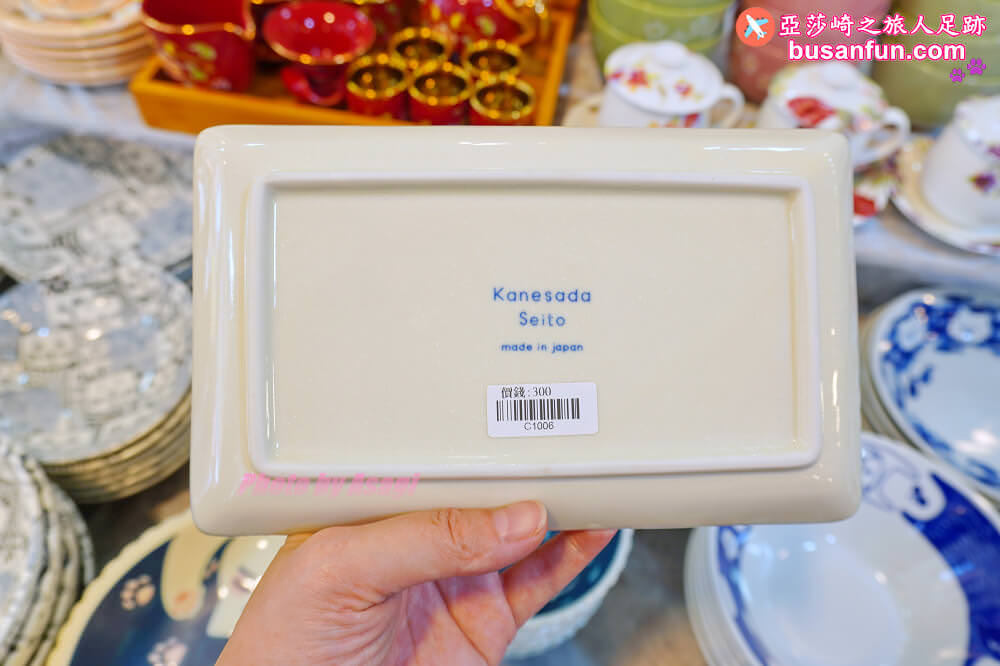 亞莎崎之旅人足跡
busanfun.com
Kanesada
Seito
made in japan
價錢:300
C1006
Photo by Asagi